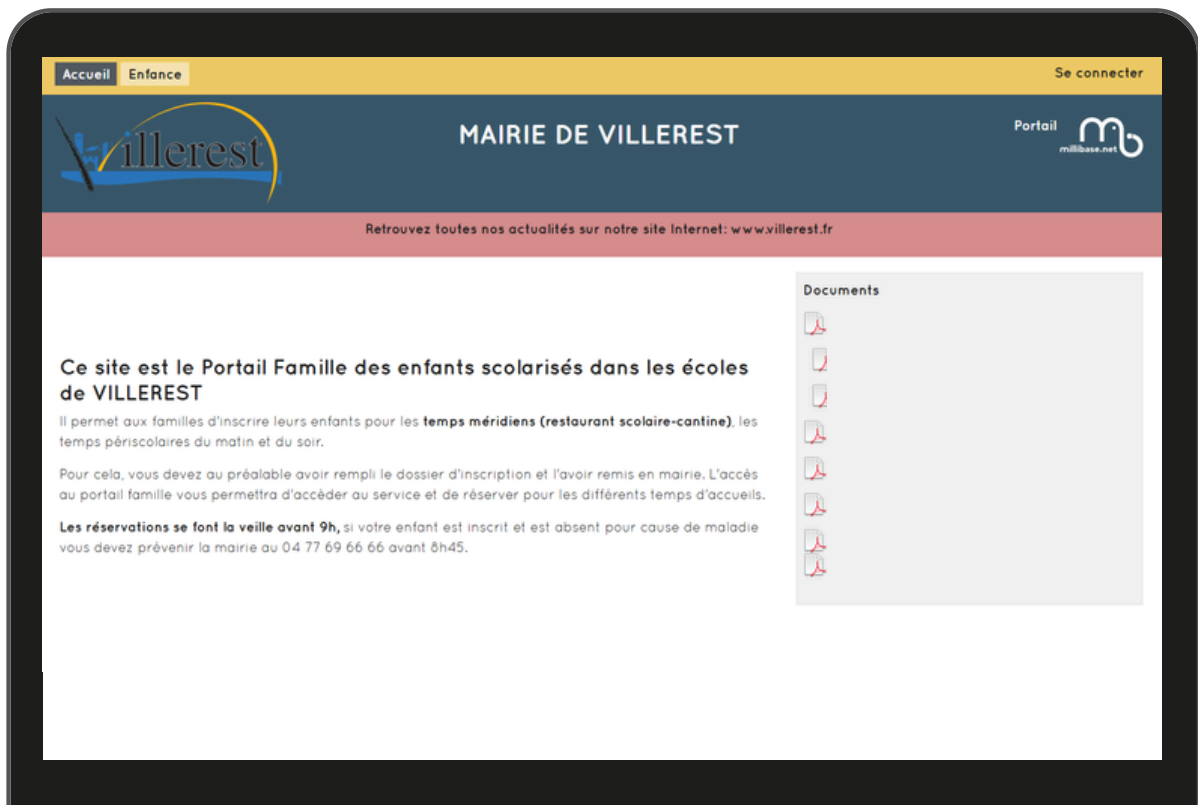 Accueil Enfance Se connecter
Villerest
MAIRIE DE VILLEREST
Portail
millibase.net
Retrouvez toutes nos actualités sur notre site Internet: www.villerest.fr
Ce site est le Portail Famille des enfants scolarisés dans les écoles
de VILLEREST
Il permet aux familles d'inscrire leurs enfants pour les temps méridiens (restaurant scolaire-cantine), les
temps périscolaires du matin et du soir.
Pour cela, vous devez au préalable avoir rempli le dossier d'inscription et l'avoir remis en mairie. L'accès
au portail famille vous permettra d'accèder au service et de réserver pour les différents temps d'accueils.
Les réservations se font la veille avant 9h, si votre enfant est inscrit et est absent pour cause de maladie
vous devez prévenir la mairie au 04 77 69 66 66 avant 8h45.
Documents